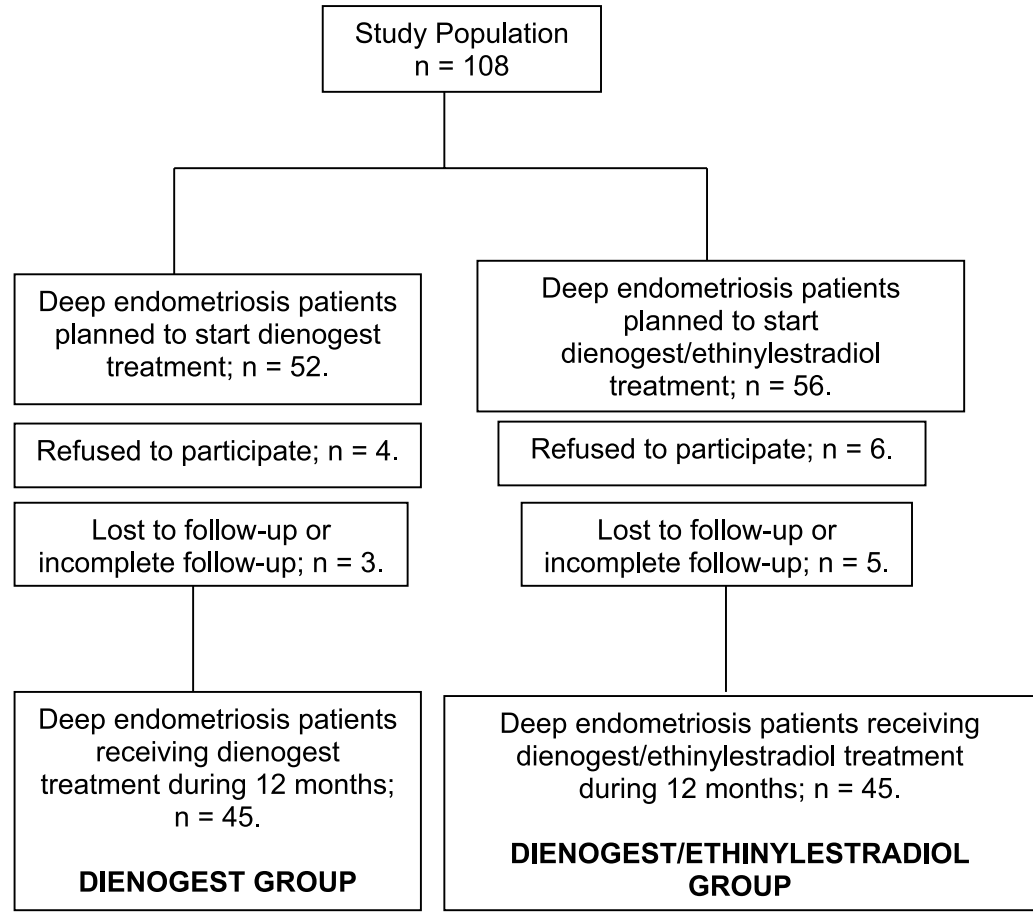 Study Population
n = 108
Deep endometriosis patients
planned to start dienogest
treatment; n = 52.
Deep endometriosis patients
planned to start
dienogest/ethinylestradiol
treatment; n = 56.
Refused to participate; n = 4.
Refused to participate; n = 6.
Lost to follow-up or
incomplete follow-up; n = 3.
Lost to follow-up or
incomplete follow-up; n = 5.
Deep endometriosis patients
receiving dienogest
treatment during 12 months;
n = 45.
DIENOGEST GROUP
Deep endometriosis patients receiving
dienogest/ethinylestradiol treatment
during 12 months; n = 45.
DIENOGEST/ETHINYLESTRADIOL
GROUP